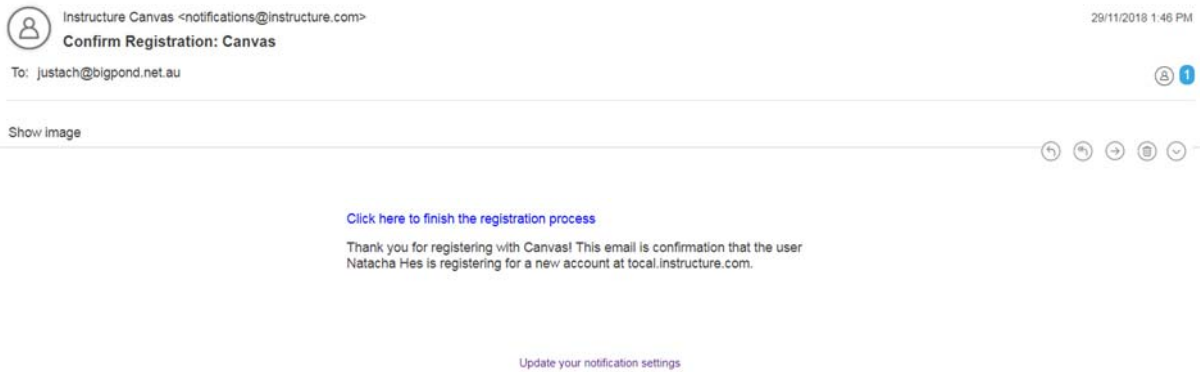 Instructure Canvas <notifications@instructure.com>
29/11/2018 1:46 PM
Confirm Registration: Canvas
To: justach@bigpond.net.au
1
Show image
Click here to finish the registration process
Thank you for registering with Canvas! This email is confirmation that the user
Natacha Hes is registering for a new account at tocal.instructure.com.
Update your notification settings